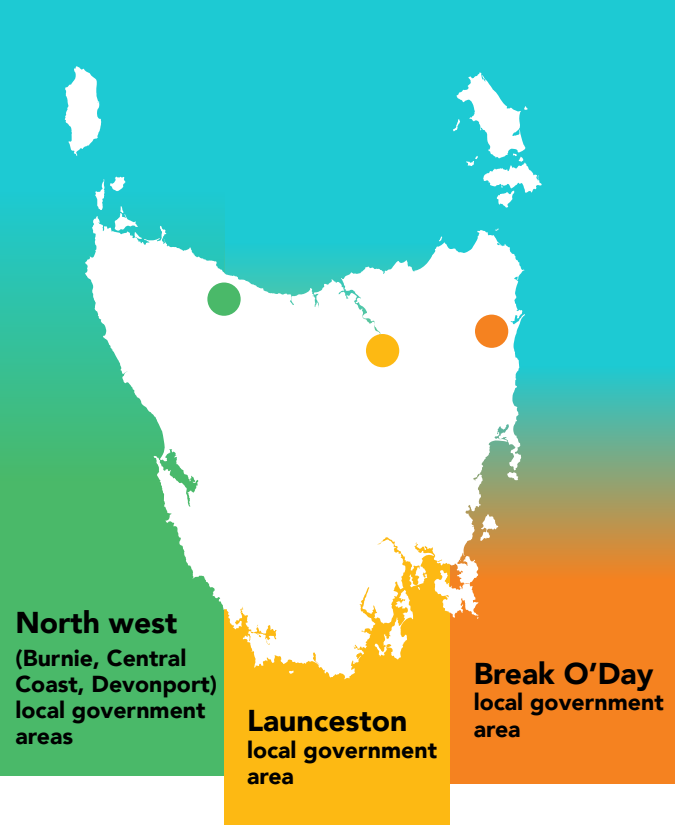 North west
(Burnie, Central
Coast, Devonport)
local government
areas
Launceston
local government
area
Break O’Day
local government
area